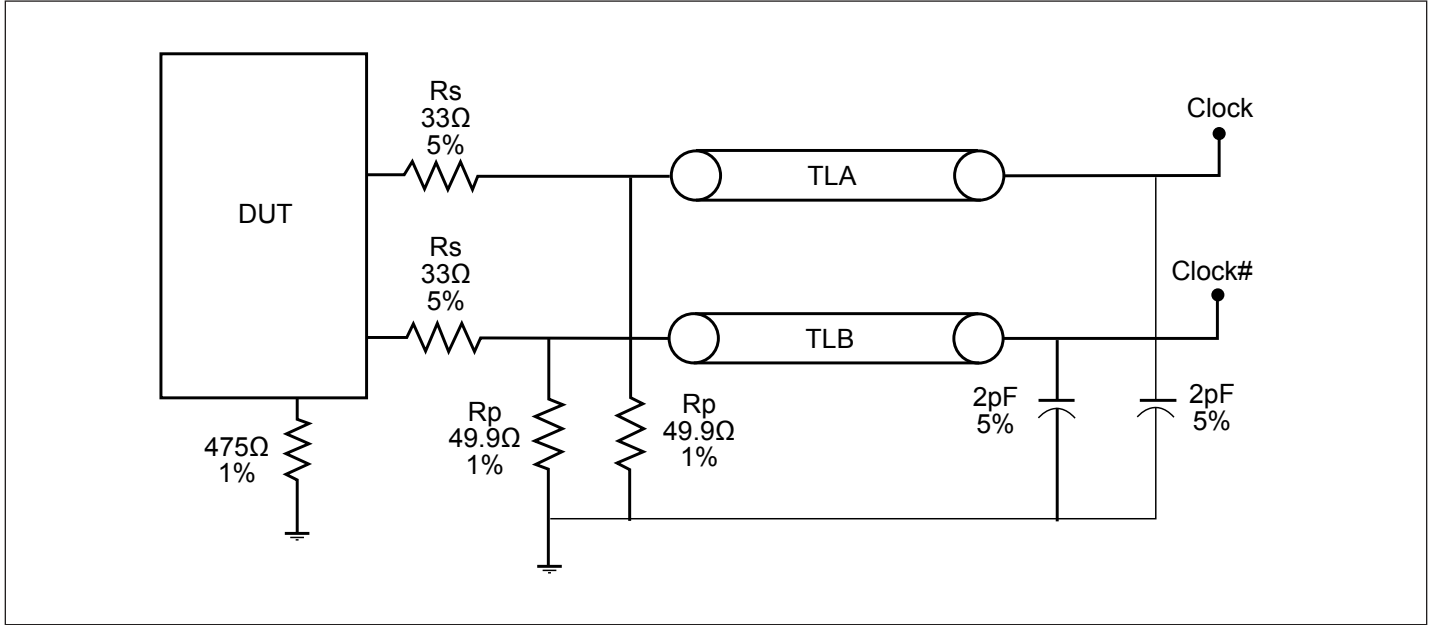 Rs
33Ω
5%
Clock
TLA
DUT
Rs
33Ω
5%
Clock#
TLB
Rp
49.9Ω
1%
Rp
49.9Ω
1%
2pF
5%
2pF
5%
475Ω
1%